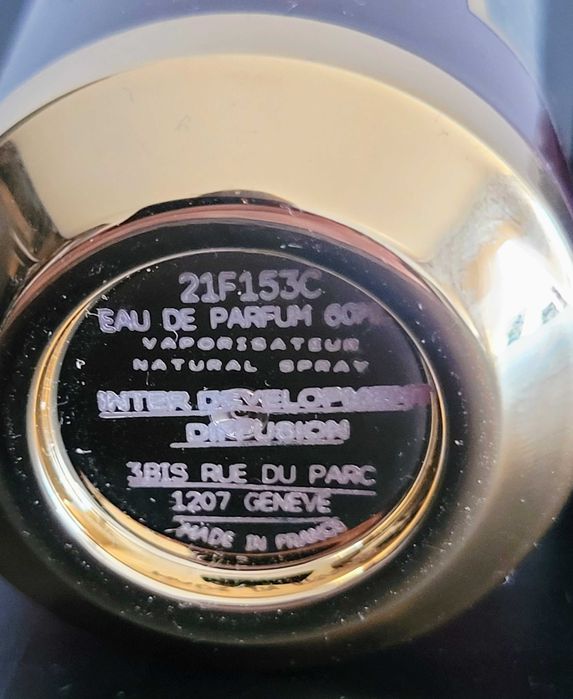 21F153C
EAU DE PARFUM 60
VAPORISATEUR
NATURAL SPRAY
INTER DEVELOPMENT
DIFFUSION
3BIS RUE DU PARC
1207 GENEVE
MADE IN FRANCE